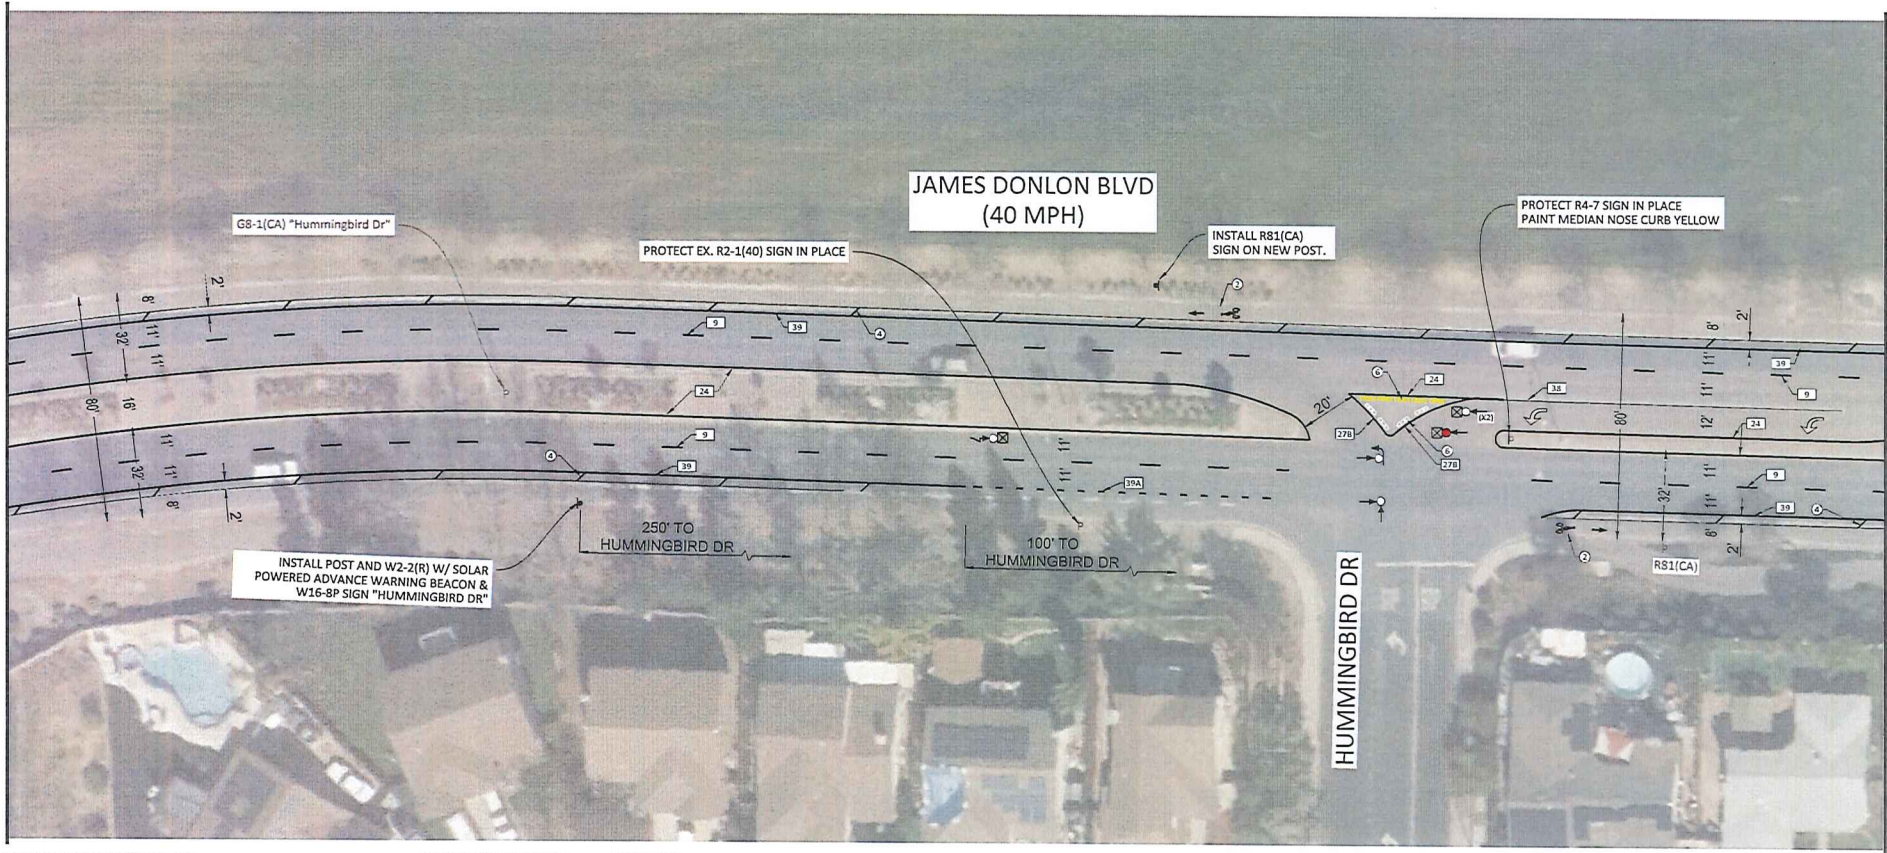 JAMES DONLON BLVD
(40 MPH)
G8-1(CA) "Hummingbird Dr"
PROTECT EX. R2-1(40) SIGN IN PLACE
INSTALL R81(CA)
SIGN ON NEW POST.
PROTECT R4-7 SIGN IN PLACE
PAINT MEDIAN NOSE CURB YELLOW
2'
8'
32'
11'
11'
80'
16'
11'
32'
11'
8'
2'
9
39
4
24
9
4
39
11'
11'
39A
2
20'
6
24
27B
6
27B
(X2)
38
80'
8'
2'
11'
11'
12'
39
9
24
32'
11'
11'
9
39
4
8'
2'
2
R81(CA)
250' TO
HUMMINGBIRD DR
100' TO
HUMMINGBIRD DR
INSTALL POST AND W2-2(R) W/ SOLAR
POWERED ADVANCE WARNING BEACON &
W16-8P SIGN "HUMMINGBIRD DR"
HUMMINGBIRD DR